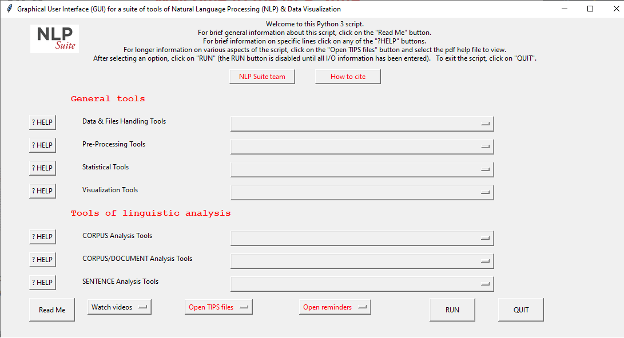 Graphical User Interface (GUI) for a suite of tools of Natural Language Processing (NLP) & Data Visualization
NLP
Suite
Welcome to this Python 3 script.
For brief general information about this script, click on the "Read Me" button.
For brief information on specific lines click on any of the "?HELP" buttons.
For longer information on various aspects of the script, click on the "Open TIPS files" button and select the pdf help file to view.
After selecting an option, click on "RUN" (the RUN button is disabled until all I/O information has been entered). To exit the script, click on "QUIT".
NLP Suite team How to cite
General tools
? HELP Data & Files Handling Tools
? HELP Pre-Processing Tools
? HELP Statistical Tools
? HELP Visualization Tools
Tools of linguistic analysis
? HELP CORPUS Analysis Tools
? HELP CORPUS/DOCUMENT Analysis Tools
? HELP SENTENCE Analysis Tools
Read Me Watch videos Open TIPS files Open reminders RUN QUIT